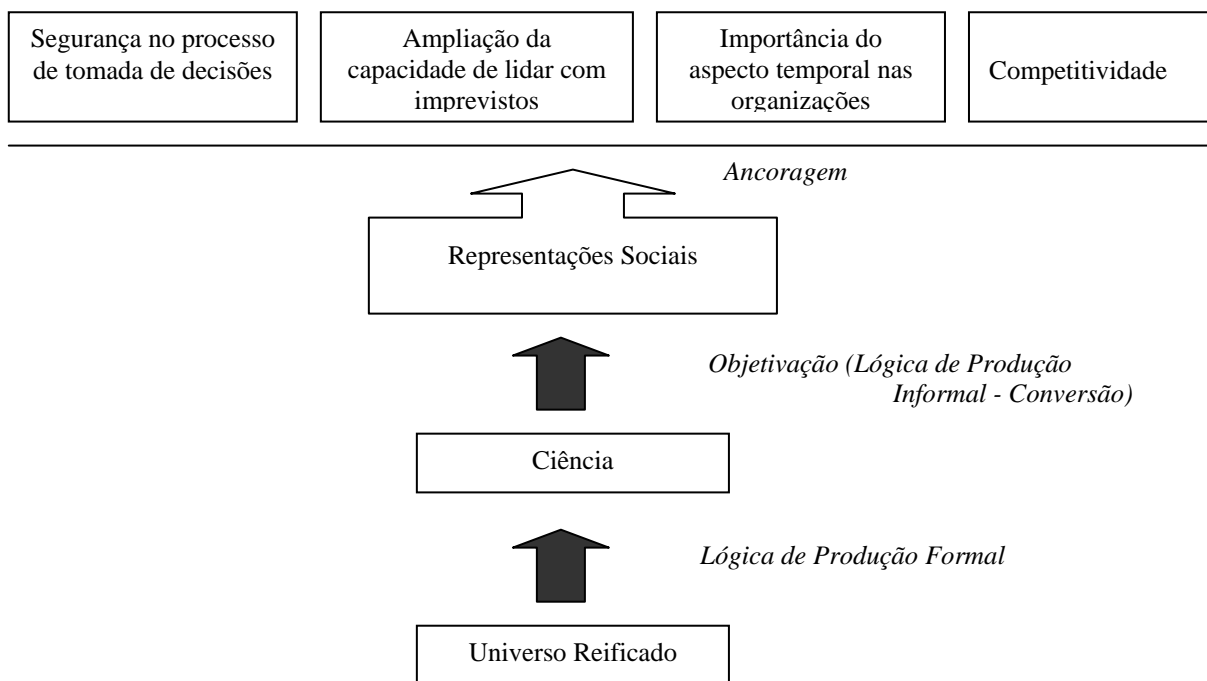 Segurança no processo
de tomada de decisões
Ampliação da
capacidade de lidar com
imprevistos
Importância do
aspecto temporal nas
organizações
Competitividade
Ancoragem
Representações Sociais
Objetivação (Lógica de Produção
Informal - Conversão)
Ciência
Lógica de Produção Formal
Universo Reificado